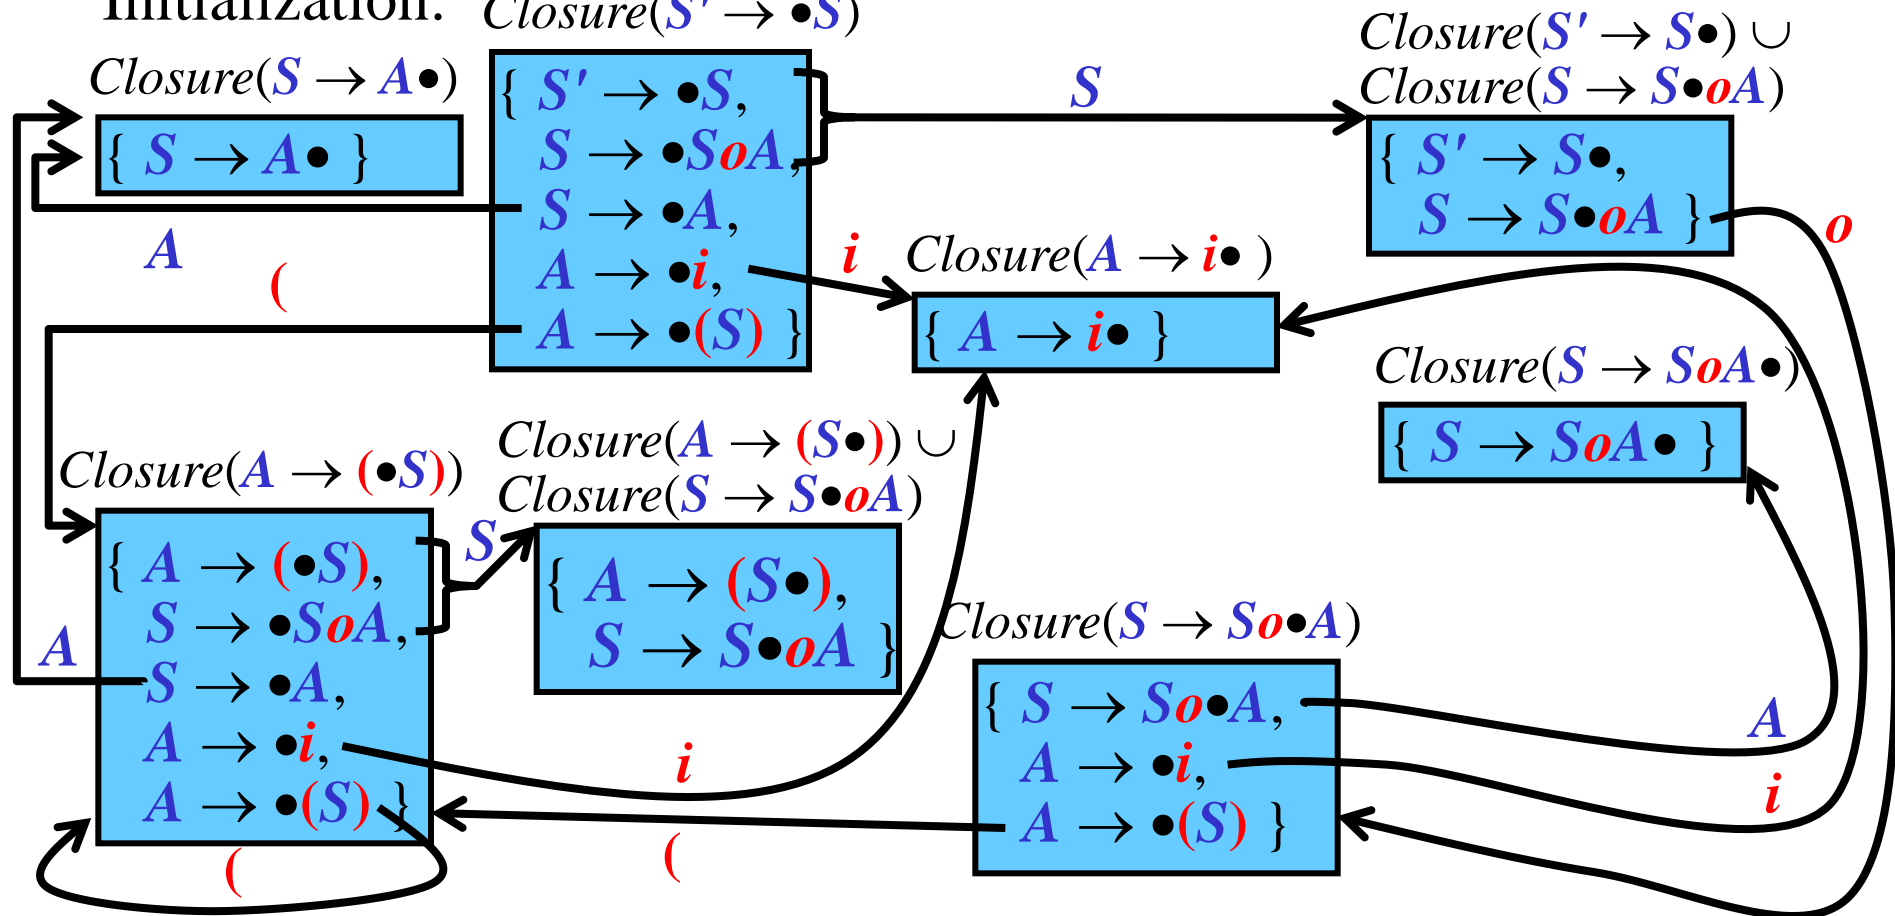 Initialization:
Closure(S' → •S)
{ S' → •S,
S → •SoA,
S → •A,
A → •i,
A → •(S) }
Closure(S → A•)
{ S → A• }
A
(
S
i
Closure(S' → S•) ∪
Closure(S → S•oA)
{ S' → S•,
S → S•oA }
o
Closure(A → i• )
{ A → i• }
Closure(S → SoA•)
{ S → SoA• }
Closure(A → (•S))
{ A → (•S),
S → •SoA,
S → •A,
A → •i,
A → •(S) }
A
S
(
i
(
Closure(A → (S•)) ∪
Closure(S → S•oA)
{ A → (S•),
S → S•oA }
Closure(S → So•A)
{ S → So•A,
A → •i,
A → •(S) }
A
i